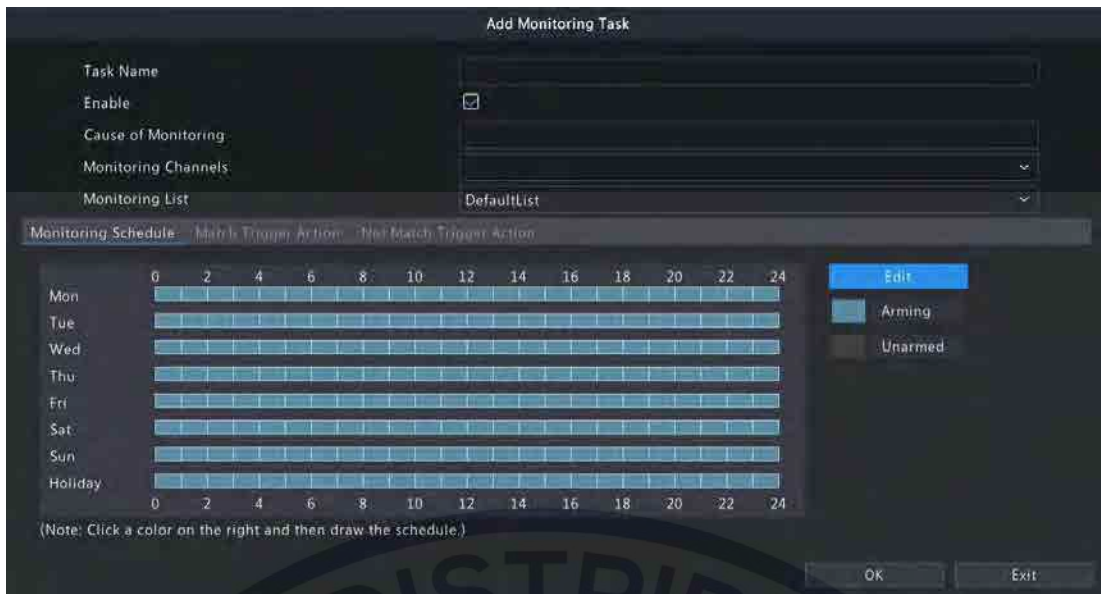 Add Monitoring Task
Task Name
Enable
Cause of Monitoring
Monitoring Channels
Monitoring List DefaultList
Monitoring Schedule Match Trigger Action Not Match Trigger Action
0 2 4 6 8 10 12 14 16 18 20 22 24 Edit
Mon Arming
Tue
Wed Unarmed
Thu
Fri
Sat
Sun
Holiday
0 2 4 6 8 10 12 14 16 18 20 22 24
(Note: Click a color on the right and then draw the schedule.)
OK Exit